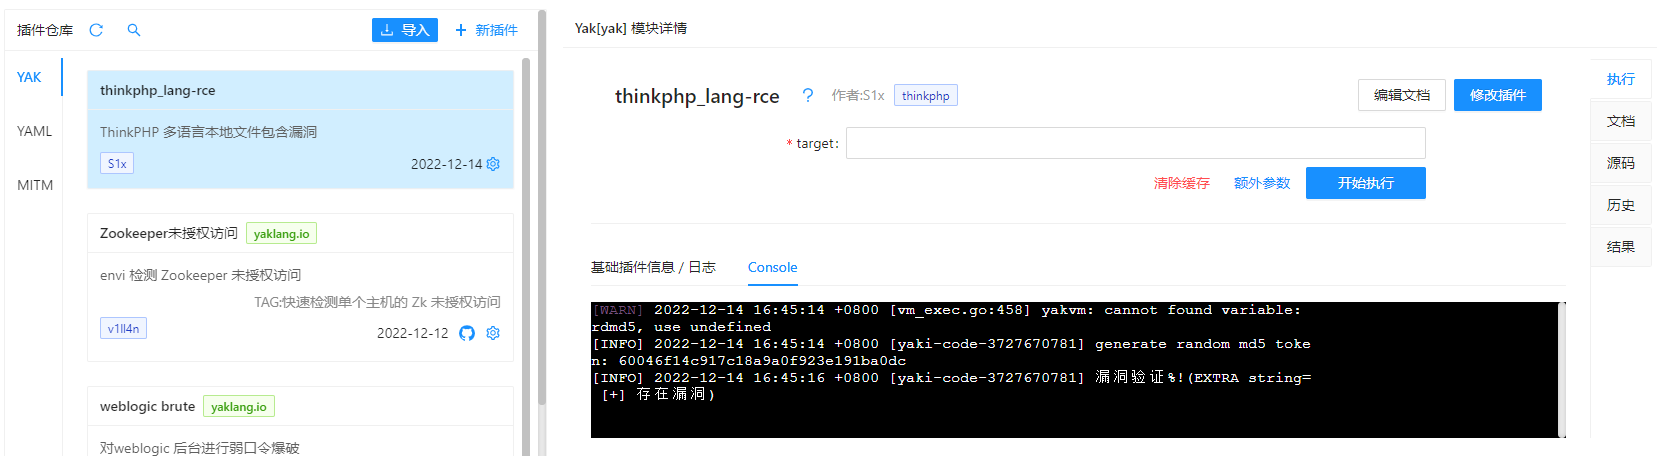 插件仓库 导入 新插件
YAK
YAML
MITM
thinkphp_lang-rce
ThinkPHP 多语言本地文件包含漏洞
S1x 2022-12-14
Zookeeper未授权访问 yaklang.io
envi 检测 Zookeeper 未授权访问
TAG:快速检测单个主机的 Zk 未授权访问
v1ll4n 2022-12-12
weblogic brute yaklang.io
对weblogic 后台进行弱口令爆破
Yak[yak] 模块详情
thinkphp_lang-rce ? 作者:S1x thinkphp 编辑文档 修改插件
* target:
清除缓存 额外参数 开始执行
基础插件信息 / 日志 Console
[WARN] 2022-12-14 16:45:14 +0800 [vm_exec.go:458] yakvm: cannot found variable:
rdmd5, use undefined
[INFO] 2022-12-14 16:45:14 +0800 [yaki-code-3727670781] generate random md5 toke
n: 60046f14c917c18a9a0f923e191ba0dc
[INFO] 2022-12-14 16:45:16 +0800 [yaki-code-3727670781] 漏洞验证%!(EXTRA string=
[+] 存在漏洞)
执行
文档
源码
历史
结果